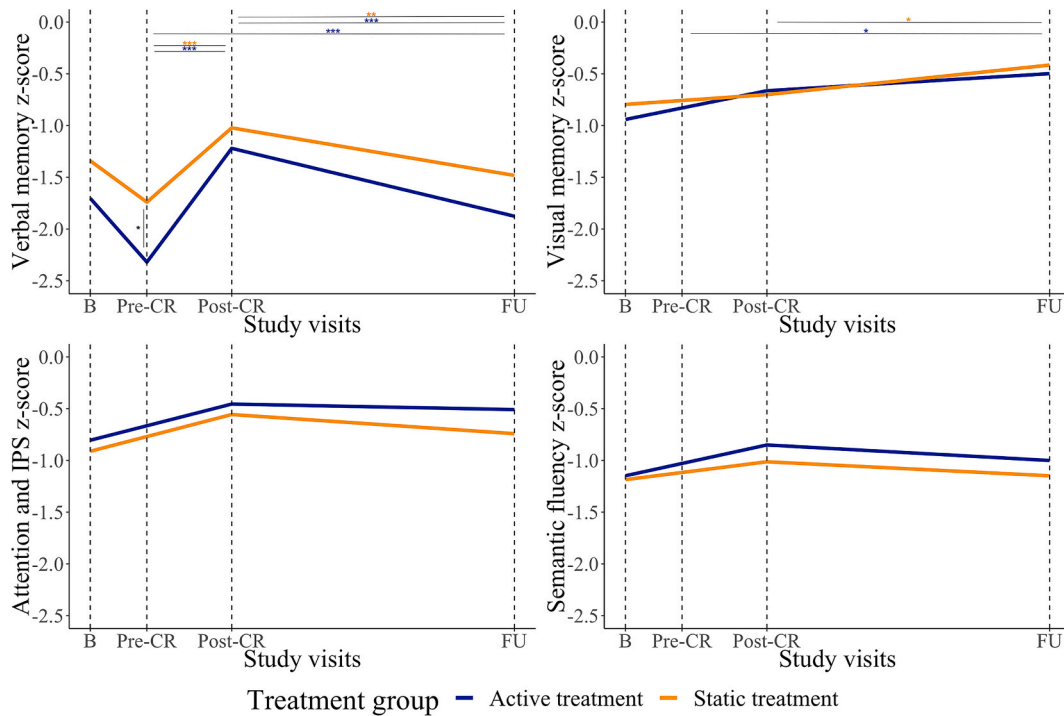 Verbal memory z-score
0.0
-0.5
-1.0
-1.5
-2.0
-2.5
**
***
***
***
***
*
B Pre-CR Post-CR FU
Study visits
Visual memory z-score
0.0
-0.5
-1.0
-1.5
-2.0
-2.5
*
*
B Pre-CR Post-CR FU
Study visits
Attention and IPS z-score
0.0
-0.5
-1.0
-1.5
-2.0
-2.5
B Pre-CR Post-CR FU
Study visits
Semantic fluency z-score
0.0
-0.5
-1.0
-1.5
-2.0
-2.5
B Pre-CR Post-CR FU
Study visits
Treatment group Active treatment Static treatment